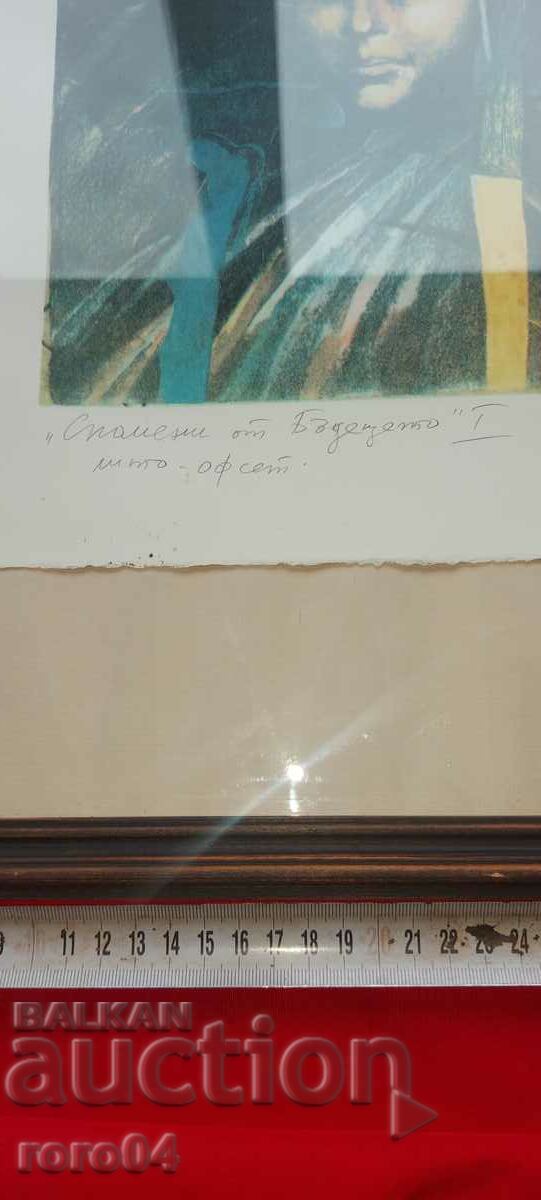 „Спомени от Бъдещето" I
лито-офсет.
11 12 13 14 15 16 17 18 19 20 21 22 23 24
BALKAN
auction
roro04